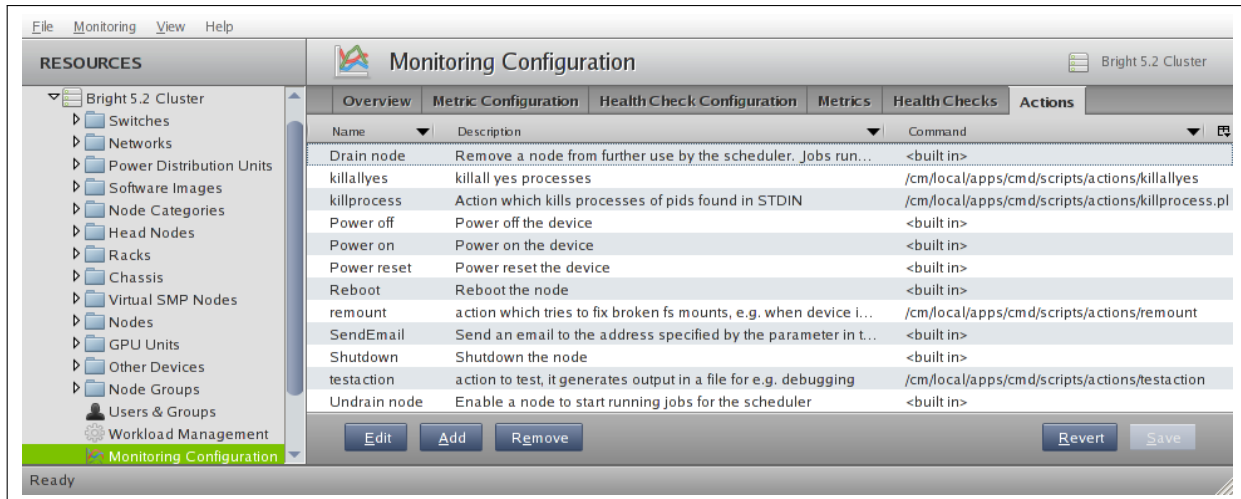 File Monitoring View Help
RESOURCES
Monitoring Configuration
Bright 5.2 Cluster
Bright 5.2 Cluster
Switches
Networks
Power Distribution Units
Software Images
Node Categories
Head Nodes
Racks
Chassis
Virtual SMP Nodes
Nodes
GPU Units
Other Devices
Node Groups
Users & Groups
Workload Management
Monitoring Configuration
Overview Metric Configuration Health Check Configuration Metrics Health Checks Actions
Name Description Command
Drain node Remove a node from further use by the scheduler. Jobs run... <built in>
killallyes killall yes processes /cm/local/apps/cmd/scripts/actions/killallyes
killprocess Action which kills processes of pids found in STDIN /cm/local/apps/cmd/scripts/actions/killprocess.pl
Power off Power off the device <built in>
Power on Power on the device <built in>
Power reset Power reset the device <built in>
Reboot Reboot the node <built in>
remount action which tries to fix broken fs mounts, e.g. when device i... /cm/local/apps/cmd/scripts/actions/remount
SendEmail Send an email to the address specified by the parameter in t... <built in>
Shutdown Shutdown the node <built in>
testaction action to test, it generates output in a file for e.g. debugging /cm/local/apps/cmd/scripts/actions/testaction
Undrain node Enable a node to start running jobs for the scheduler <built in>
Edit Add Remove Revert Save
Ready